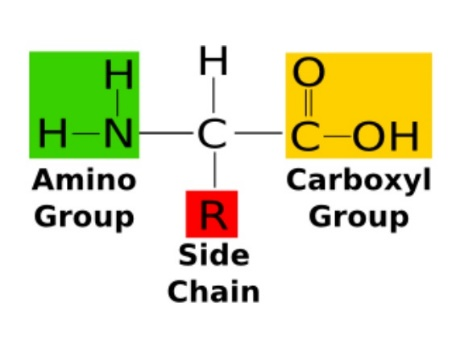 H H O
H–N C C–OH
Amino Carboxyl
Group R Group
Side
Chain